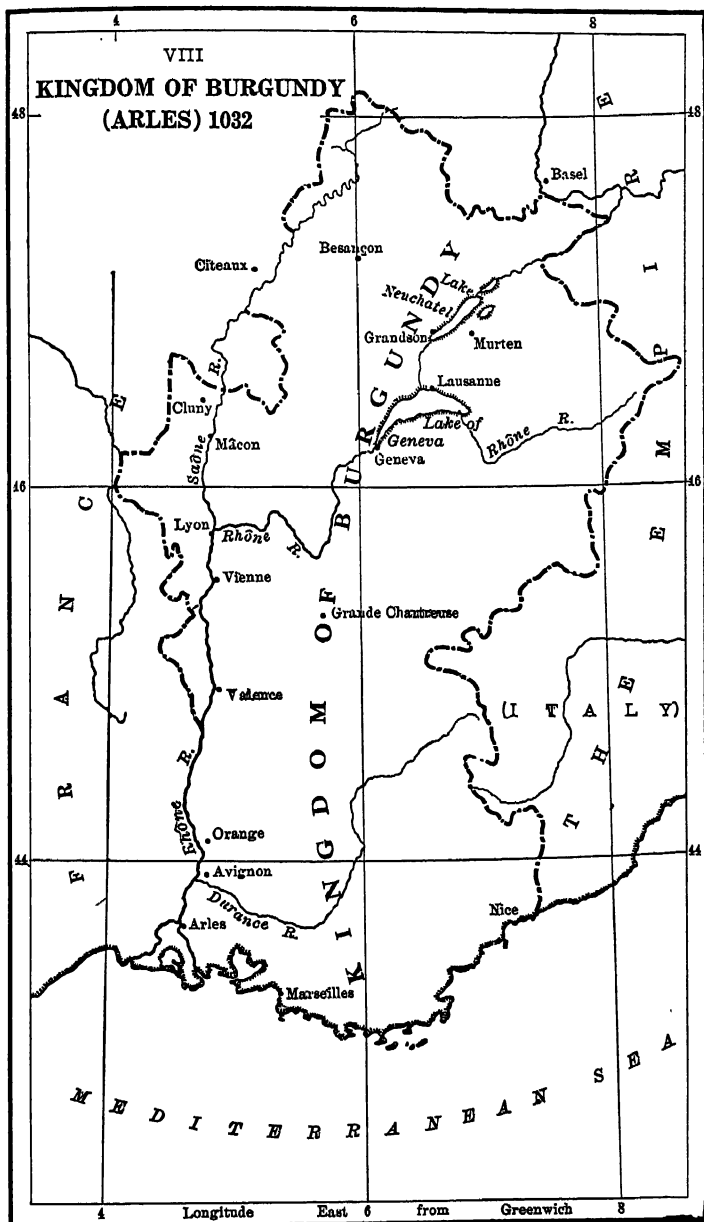 4 6 8
VIII
KINGDOM OF BURGUNDY
(ARLES) 1032
48 48
Basel
Besançon
Cîteaux
Lake
Neuchatel
Grandson
Murten
Lausanne
Cluny
Lake of
Geneva
Geneva
Rhône R.
Mâcon
Saône R.
46 46
Lyon
Rhône R.
Vienne
Grande Chartreuse
Valence
(ITALY)
Rhône R.
Orange
44 44
Avignon
Durance R.
Nice
Arles
Marseilles
FRANCE
KINGDOM OF BURGUNDY
THE EMPIRE
MEDITERRANEAN SEA
4 Longitude East 6 from Greenwich 8